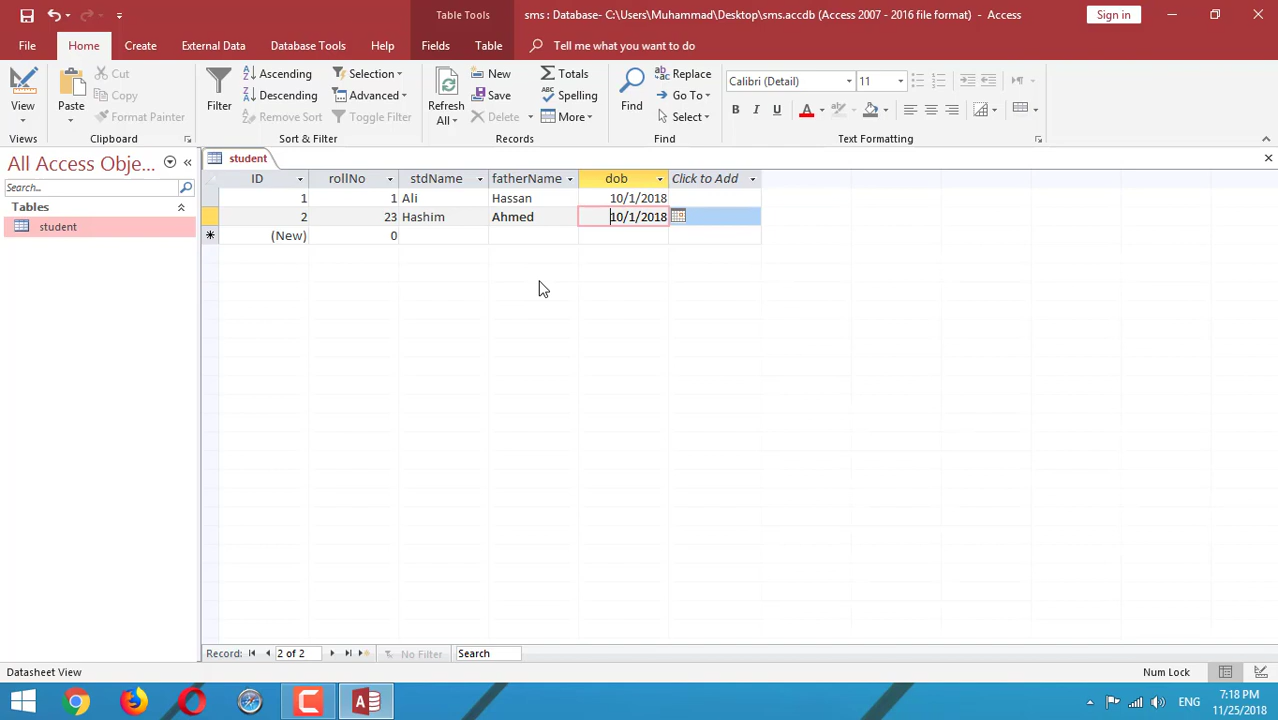 Table Tools
sms : Database- C:\Users\Muhammad\Desktop\sms.accdb (Access 2007 - 2016 file format) - Access
Sign in
File Home Create External Data Database Tools Help Fields Table Tell me what you want to do
View
Views
Paste
Cut
Copy
Format Painter
Clipboard
Filter
Ascending
Descending
Remove Sort
Selection
Advanced
Toggle Filter
Sort & Filter
Refresh
All
New
Save
Delete
Totals
Spelling
More
Records
Find
Replace
Go To
Select
Find
Calibri (Detail) 11
B I U A
Text Formatting
All Access Obje...
Search...
Tables
student
student
ID rollNo stdName fatherName dob Click to Add
1 1 Ali Hassan 10/1/2018
2 23 Hashim Ahmed 10/1/2018
(New) 0
Record: 2 of 2 No Filter Search
Datasheet View
Num Lock
ENG
7:18 PM
11/25/2018